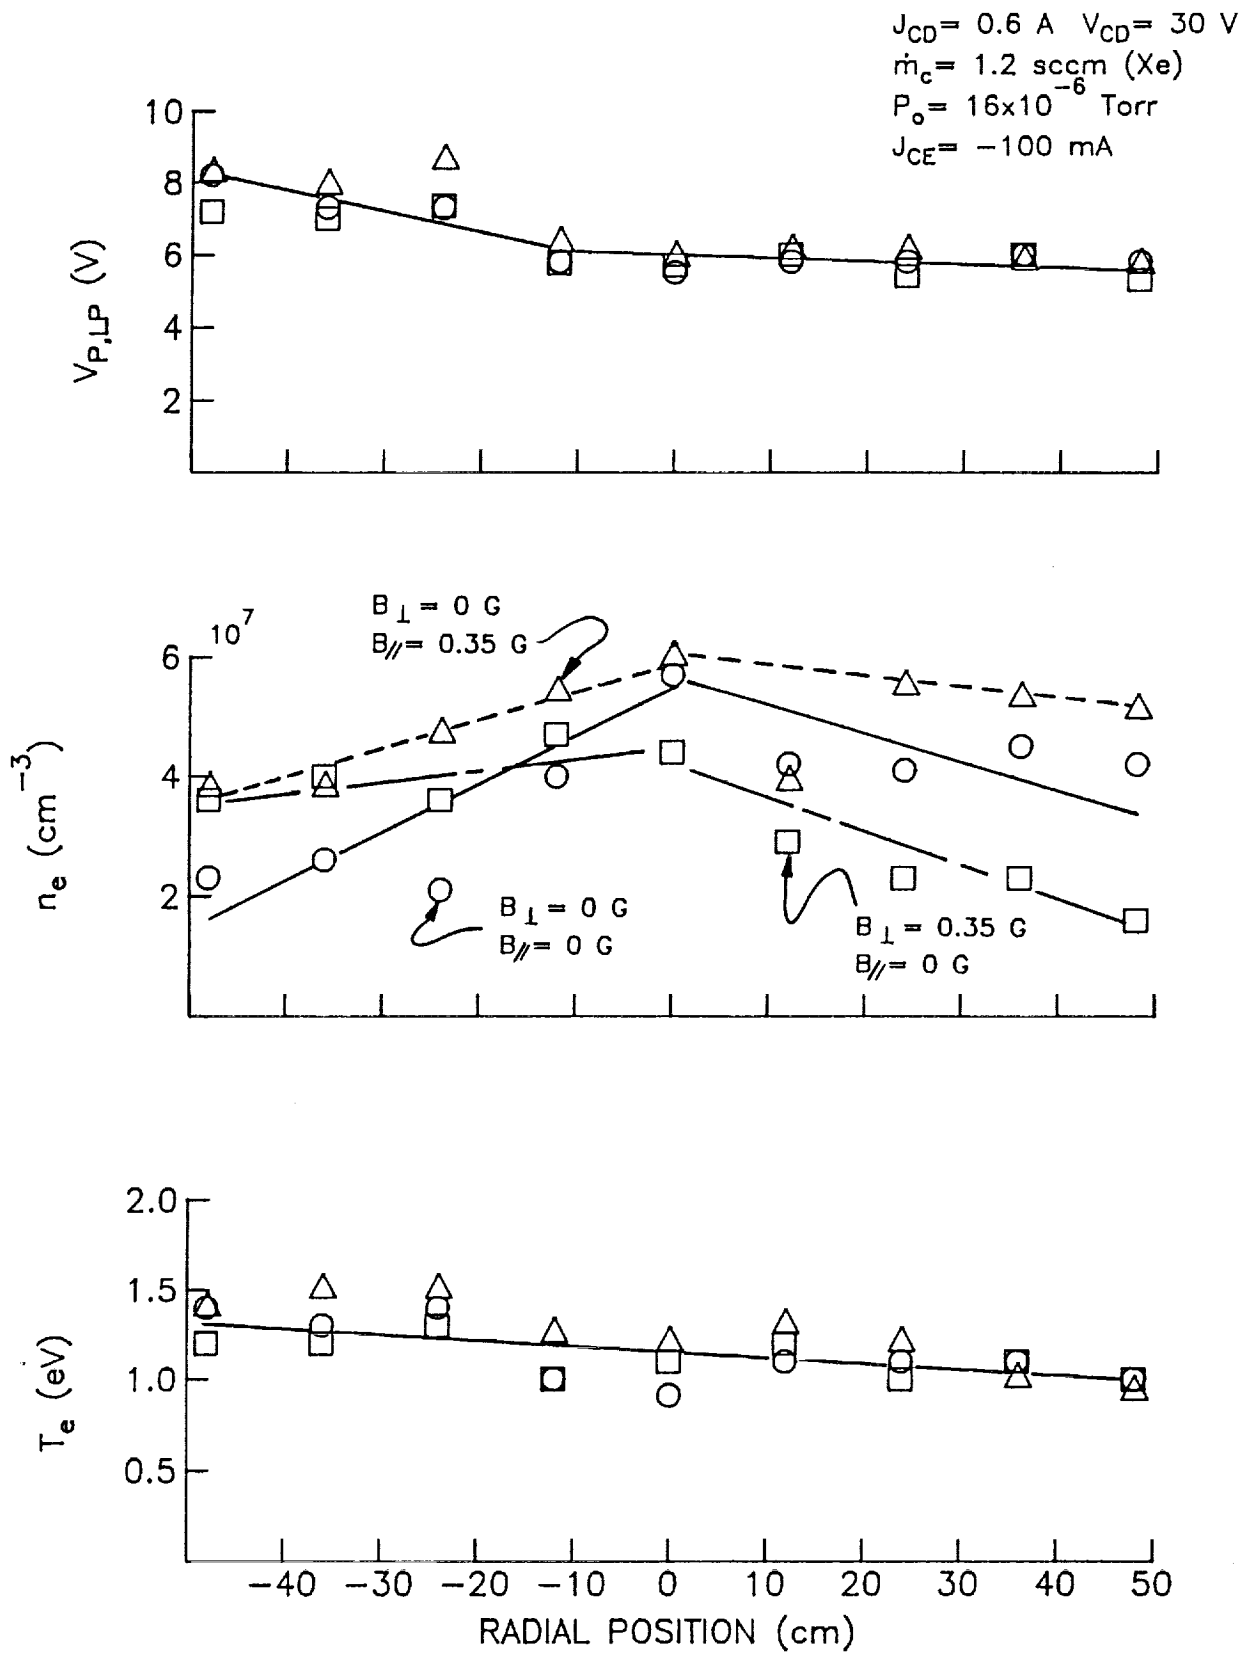 J_CD= 0.6 A V_CD= 30 V
ṁ_c= 1.2 sccm (Xe)
P_o= 16x10^-6 Torr
J_CE= -100 mA
10
8
6
4
2
V_P,LP (V)
10^7
B⊥= 0 G
B//= 0.35 G
6
4
2
n_e (cm^-3)
B⊥= 0 G
B//= 0 G
B⊥= 0.35 G
B//= 0 G
2.0
1.5
1.0
0.5
T_e (eV)
-40 -30 -20 -10 0 10 20 30 40 50
RADIAL POSITION (cm)